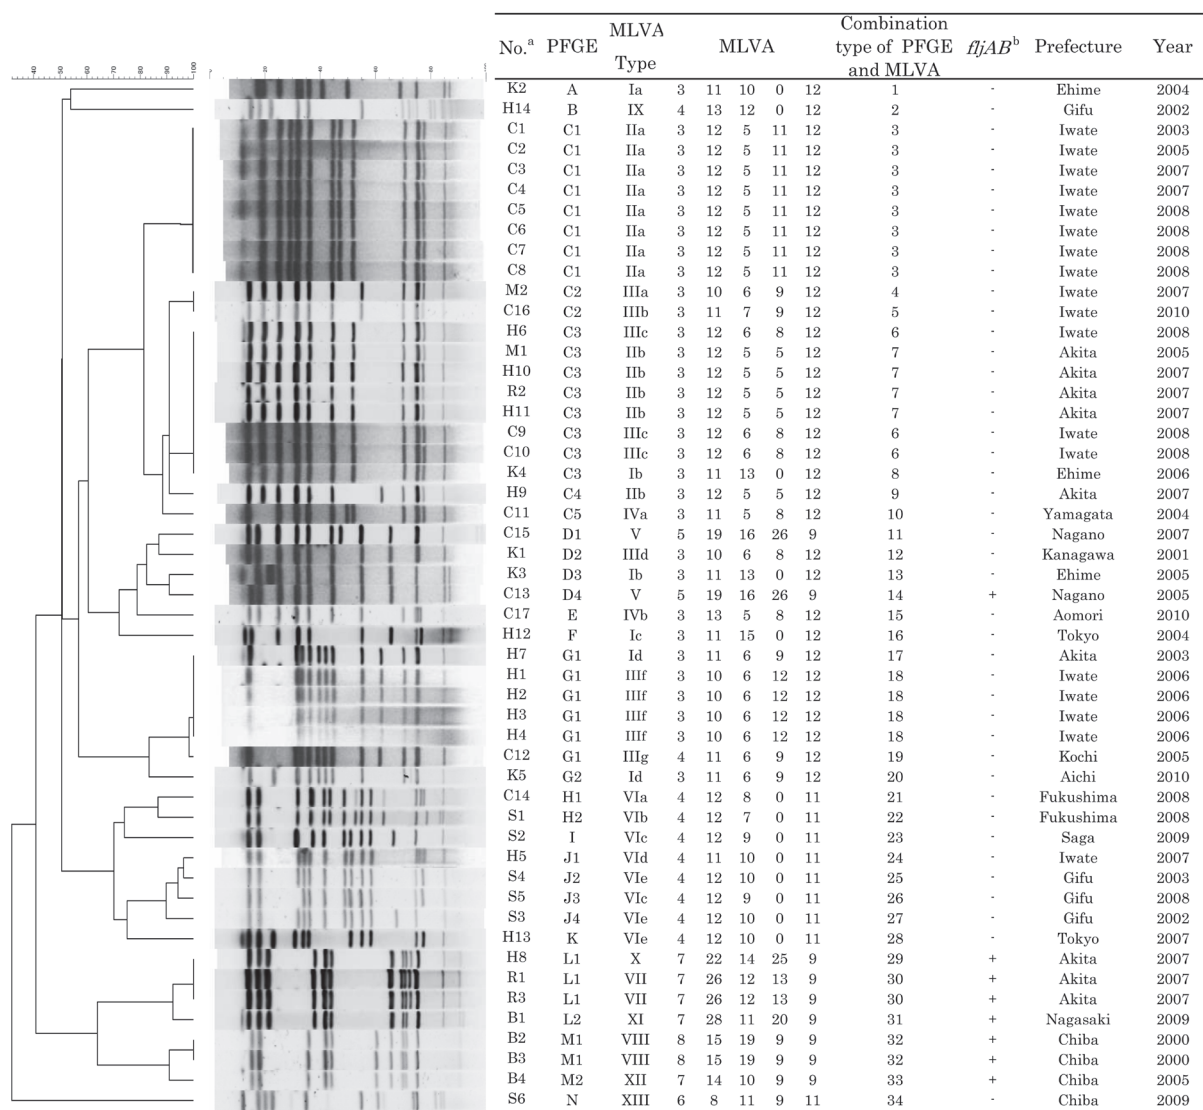 No.a PFGE MLVA Type MLVA Combination type of PFGE and MLVA fljABb Prefecture Year
-40 -50 -60 -70 -80 -90 -100
-20 -40 -60 -80 -100
K2 A Ia 3 11 10 0 12 1 - Ehime 2004
H14 B IX 4 13 12 0 12 2 - Gifu 2002
C1 C1 IIa 3 12 5 11 12 3 - Iwate 2003
C2 C1 IIa 3 12 5 11 12 3 - Iwate 2005
C3 C1 IIa 3 12 5 11 12 3 - Iwate 2007
C4 C1 IIa 3 12 5 11 12 3 - Iwate 2007
C5 C1 IIa 3 12 5 11 12 3 - Iwate 2008
C6 C1 IIa 3 12 5 11 12 3 - Iwate 2008
C7 C1 IIa 3 12 5 11 12 3 - Iwate 2008
C8 C1 IIa 3 12 5 11 12 3 - Iwate 2008
M2 C2 IIIa 3 10 6 9 12 4 - Iwate 2007
C16 C2 IIIb 3 11 7 9 12 5 - Iwate 2010
H6 C3 IIIc 3 12 6 8 12 6 - Iwate 2008
M1 C3 IIb 3 12 5 5 12 7 - Akita 2005
H10 C3 IIb 3 12 5 5 12 7 - Akita 2007
R2 C3 IIb 3 12 5 5 12 7 - Akita 2007
H11 C3 IIb 3 12 5 5 12 7 - Akita 2007
C9 C3 IIIc 3 12 6 8 12 6 - Iwate 2008
C10 C3 IIIc 3 12 6 8 12 6 - Iwate 2008
K4 C3 Ib 3 11 13 0 12 8 - Ehime 2006
H9 C4 IIb 3 12 5 5 12 9 - Akita 2007
C11 C5 IVa 3 11 5 8 12 10 - Yamagata 2004
C15 D1 V 5 19 16 26 9 11 - Nagano 2007
K1 D2 IIId 3 10 6 8 12 12 - Kanagawa 2001
K3 D3 Ib 3 11 13 0 12 13 - Ehime 2005
C13 D4 V 5 19 16 26 9 14 + Nagano 2005
C17 E IVb 3 13 5 8 12 15 - Aomori 2010
H12 F Ic 3 11 15 0 12 16 - Tokyo 2004
H7 G1 Id 3 11 6 9 12 17 - Akita 2003
H1 G1 IIIf 3 10 6 12 12 18 - Iwate 2006
H2 G1 IIIf 3 10 6 12 12 18 - Iwate 2006
H3 G1 IIIf 3 10 6 12 12 18 - Iwate 2006
H4 G1 IIIf 3 10 6 12 12 18 - Iwate 2006
C12 G1 IIIg 4 11 6 9 12 19 - Kochi 2005
K5 G2 Id 3 11 6 9 12 20 - Aichi 2010
C14 H1 VIa 4 12 8 0 11 21 - Fukushima 2008
S1 H2 VIb 4 12 7 0 11 22 - Fukushima 2008
S2 I VIc 4 12 9 0 11 23 - Saga 2009
H5 J1 VId 4 11 10 0 11 24 - Iwate 2007
S4 J2 VIe 4 12 10 0 11 25 - Gifu 2003
S5 J3 VIc 4 12 9 0 11 26 - Gifu 2008
S3 J4 VIe 4 12 10 0 11 27 - Gifu 2002
H13 K VIe 4 12 10 0 11 28 - Tokyo 2007
H8 L1 X 7 22 14 25 9 29 + Akita 2007
R1 L1 VII 7 26 12 13 9 30 + Akita 2007
R3 L1 VII 7 26 12 13 9 30 + Akita 2007
B1 L2 XI 7 28 11 20 9 31 + Nagasaki 2009
B2 M1 VIII 8 15 19 9 9 32 + Chiba 2000
B3 M1 VIII 8 15 19 9 9 32 + Chiba 2000
B4 M2 XII 7 14 10 9 9 33 + Chiba 2005
S6 N XIII 6 8 11 9 11 34 - Chiba 2009